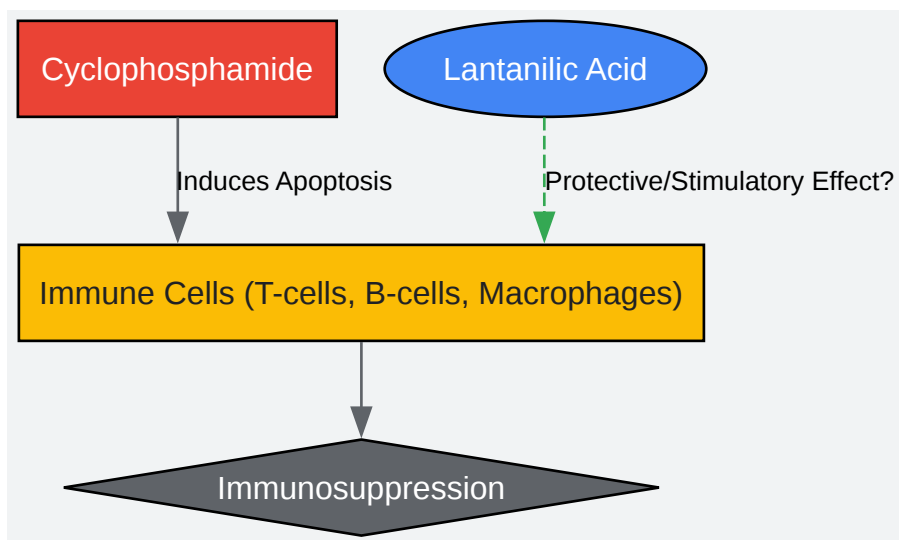 Cyclophosphamide
Lantanilic Acid
Induces Apoptosis
Protective/Stimulatory Effect?
Immune Cells (T-cells, B-cells, Macrophages)
Immunosuppression